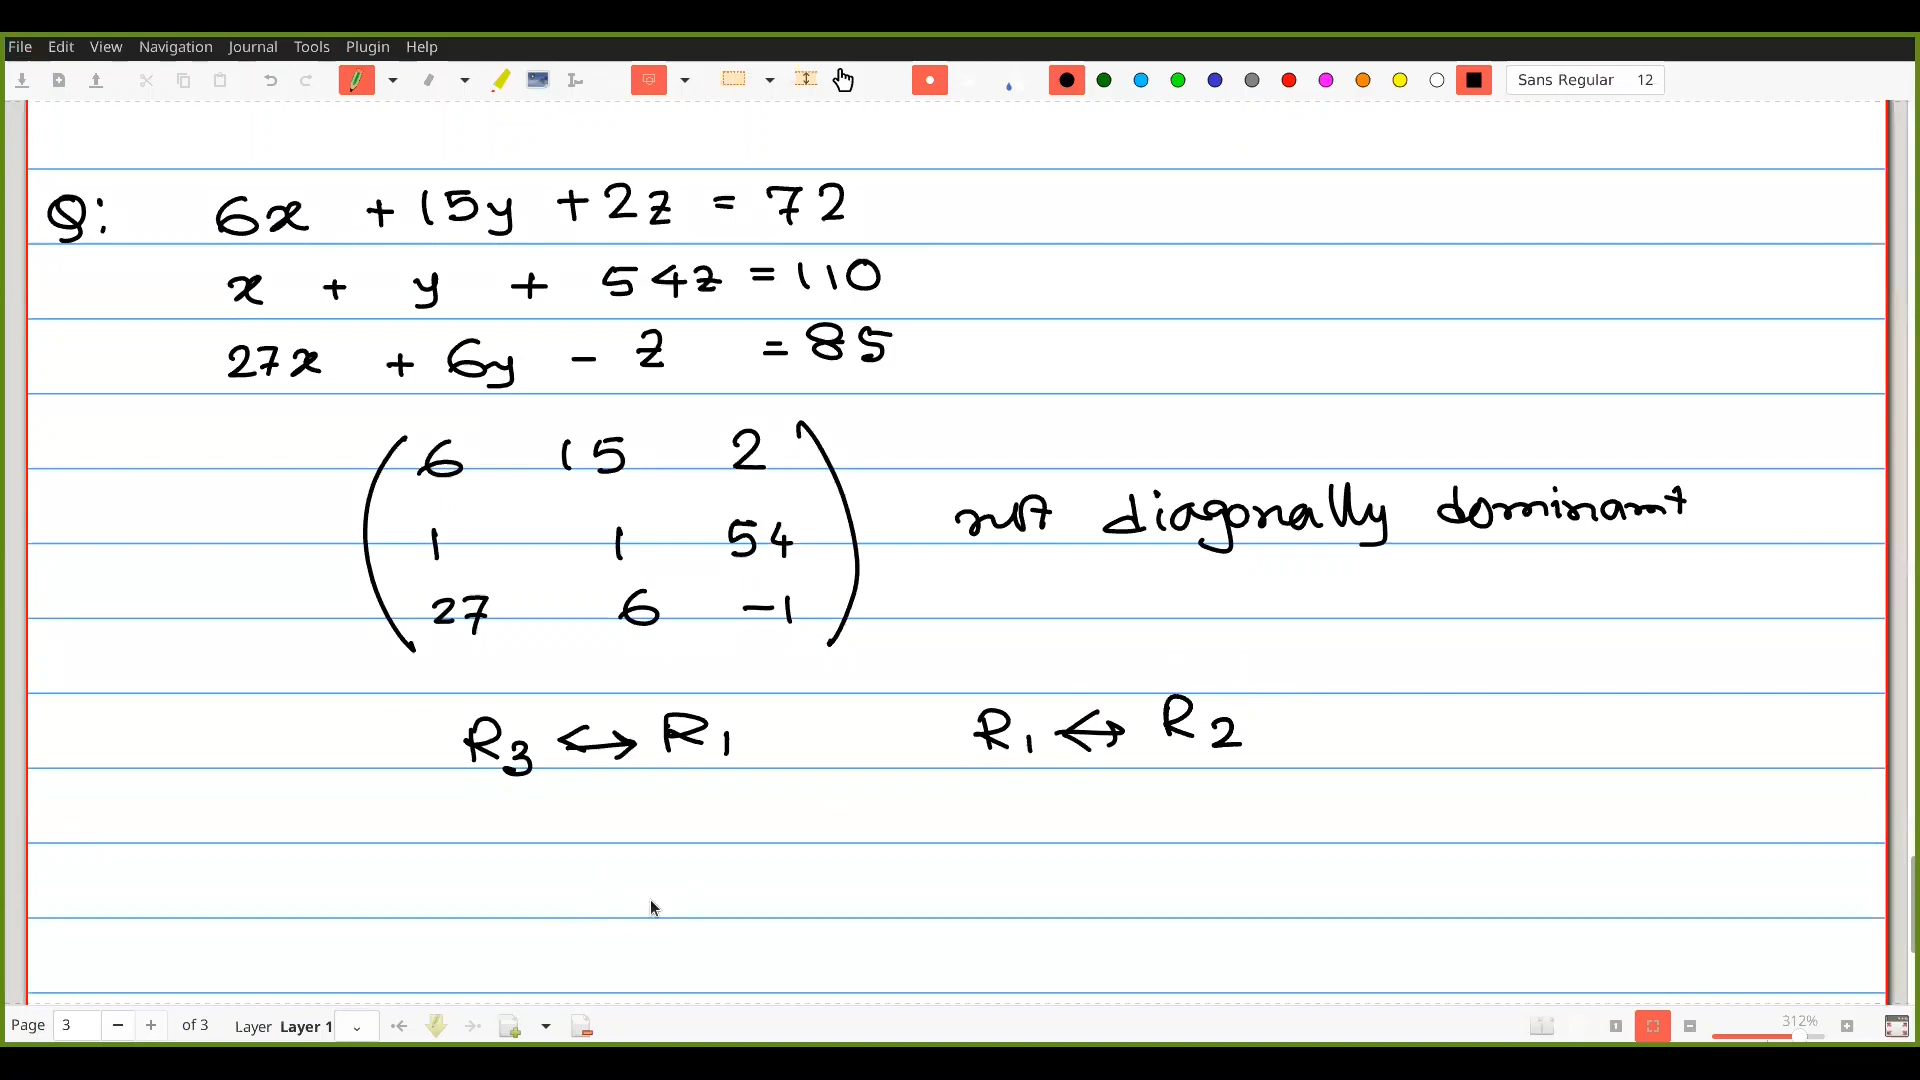 File Edit View Navigation Journal Tools Plugin Help
Sans Regular 12
Q: 6x + 15y + 2z = 72
x + y + 54z = 110
27x + 6y - z = 85
6 15 2
1 1 54
27 6 -1
not diagonally dominant
R3 ↔ R1 R1 ↔ R2
Page 3 of 3 Layer Layer 1 312%